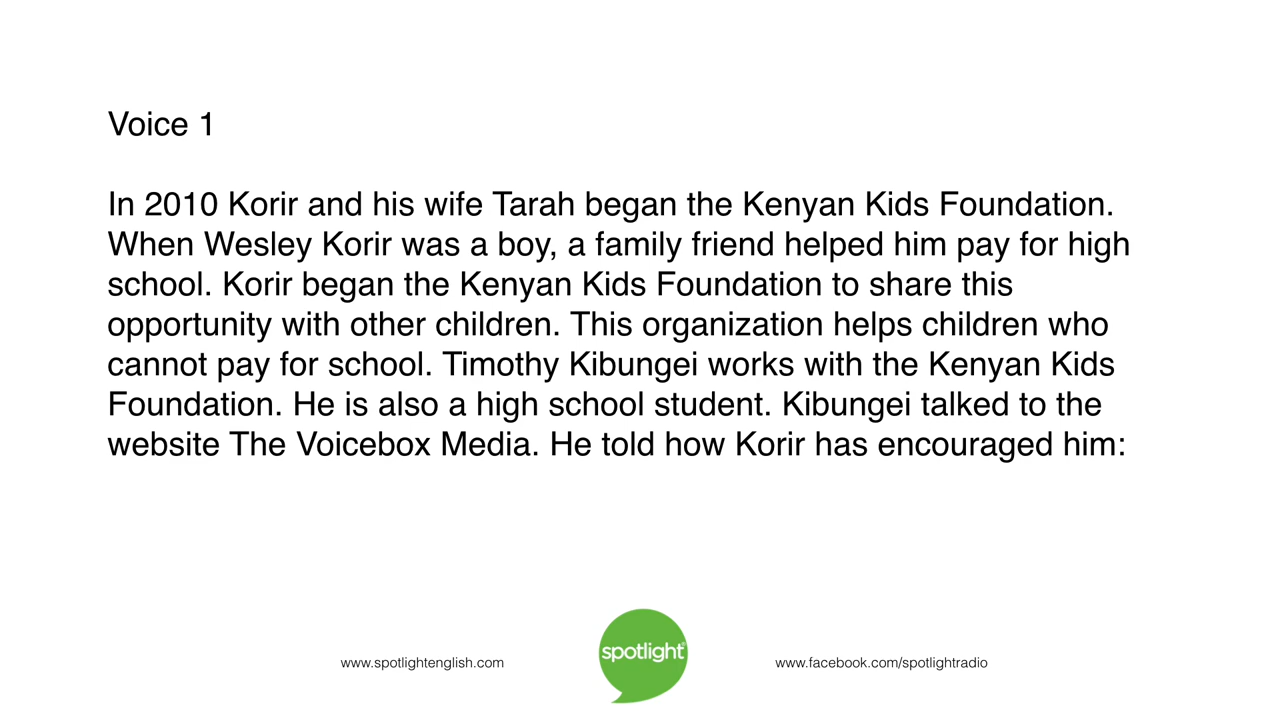 Voice 1
In 2010 Korir and his wife Tarah began the Kenyan Kids Foundation.
When Wesley Korir was a boy, a family friend helped him pay for high
school. Korir began the Kenyan Kids Foundation to share this
opportunity with other children. This organization helps children who
cannot pay for school. Timothy Kibungei works with the Kenyan Kids
Foundation. He is also a high school student. Kibungei talked to the
website The Voicebox Media. He told how Korir has encouraged him:
www.spotlightenglish.com
spotlight®
www.facebook.com/spotlightradio